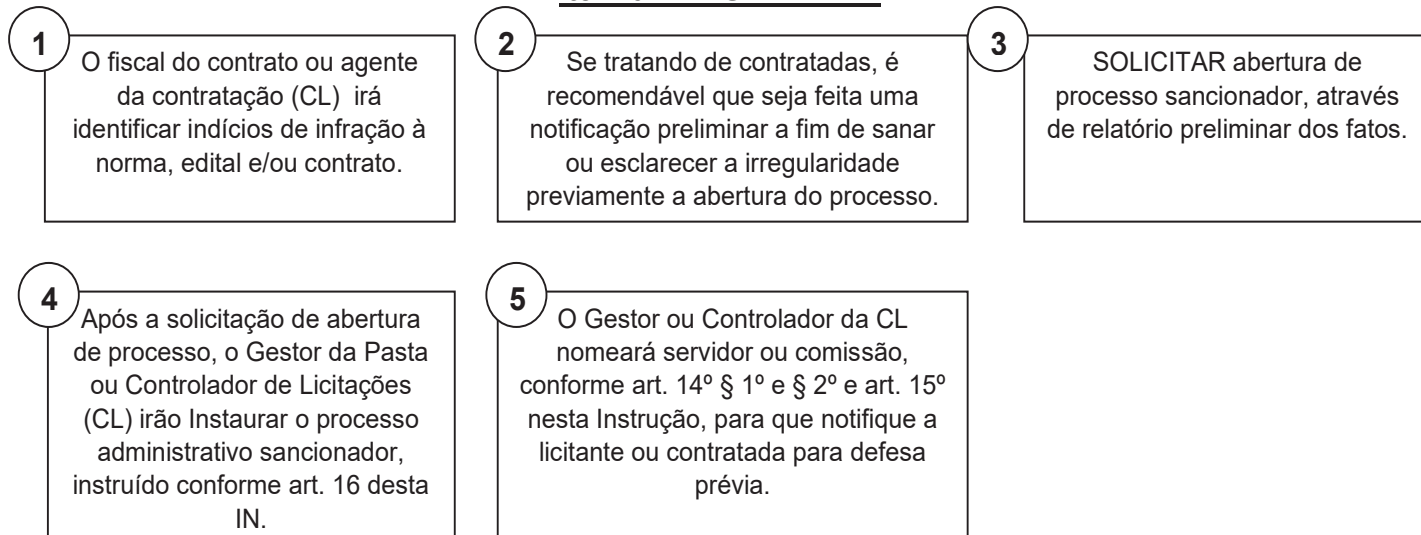 1
O fiscal do contrato ou agente
da contratação (CL) irá
identificar indícios de infração à
norma, edital e/ou contrato.
2
Se tratando de contratadas, é
recomendável que seja feita uma
notificação preliminar a fim de sanar
ou esclarecer a irregularidade
previamente a abertura do processo.
3
SOLICITAR abertura de
processo sancionador, através
de relatório preliminar dos fatos.
4
Após a solicitação de abertura
de processo, o Gestor da Pasta
ou Controlador de Licitações
(CL) irão Instaurar o processo
administrativo sancionador,
instruído conforme art. 16 desta
IN.
5
O Gestor ou Controlador da CL
nomeará servidor ou comissão,
conforme art. 14º § 1º e § 2º e art. 15º
nesta Instrução, para que notifique a
licitante ou contratada para defesa
prévia.